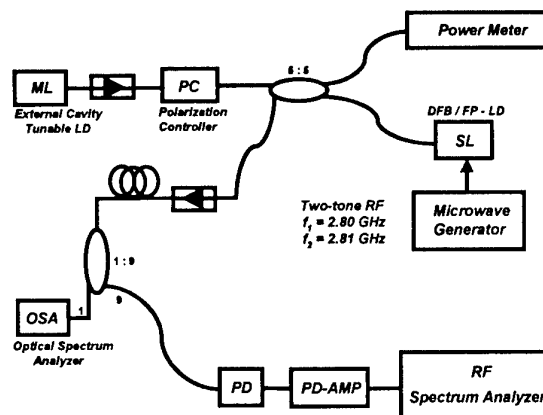 Power Meter
5 : 5
ML
PC
External Cavity
Tunable LD
Polarization
Controller
DFB / FP - LD
SL
Two-tone RF
f1 = 2.80 GHz
f2 = 2.81 GHz
Microwave
Generator
1 : 9
9
1
OSA
Optical Spectrum
Analyzer
PD
PD-AMP
RF
Spectrum Analyzer